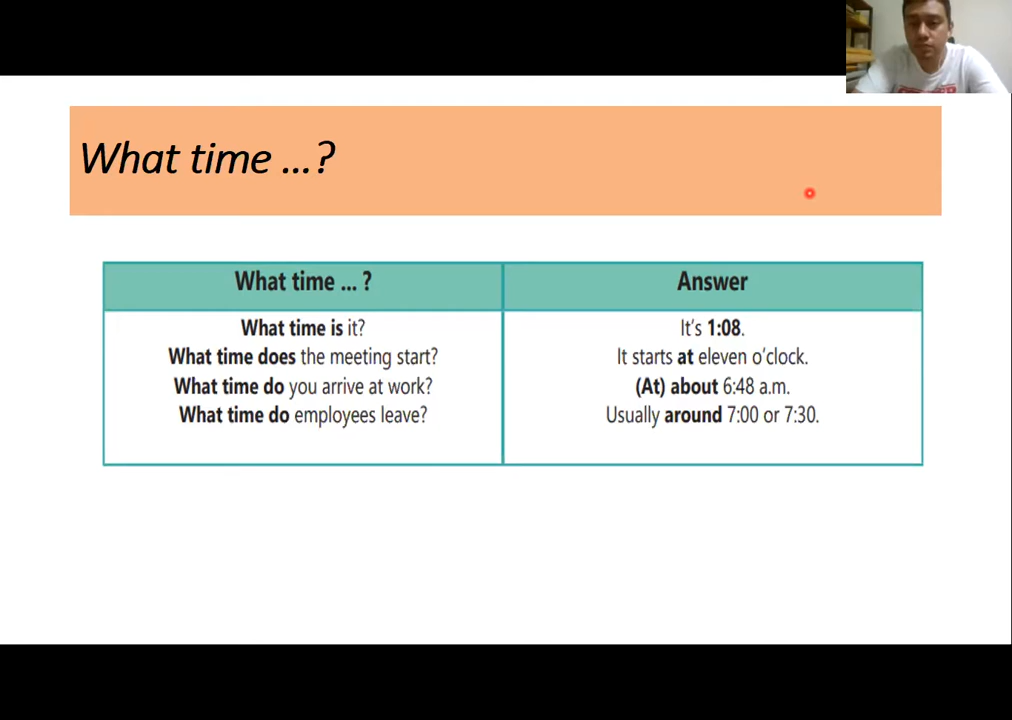 What time ...?
What time ... ?
Answer
What time is it?
It's 1:08.
What time does the meeting start?
It starts at eleven o'clock.
What time do you arrive at work?
(At) about 6:48 a.m.
What time do employees leave?
Usually around 7:00 or 7:30.